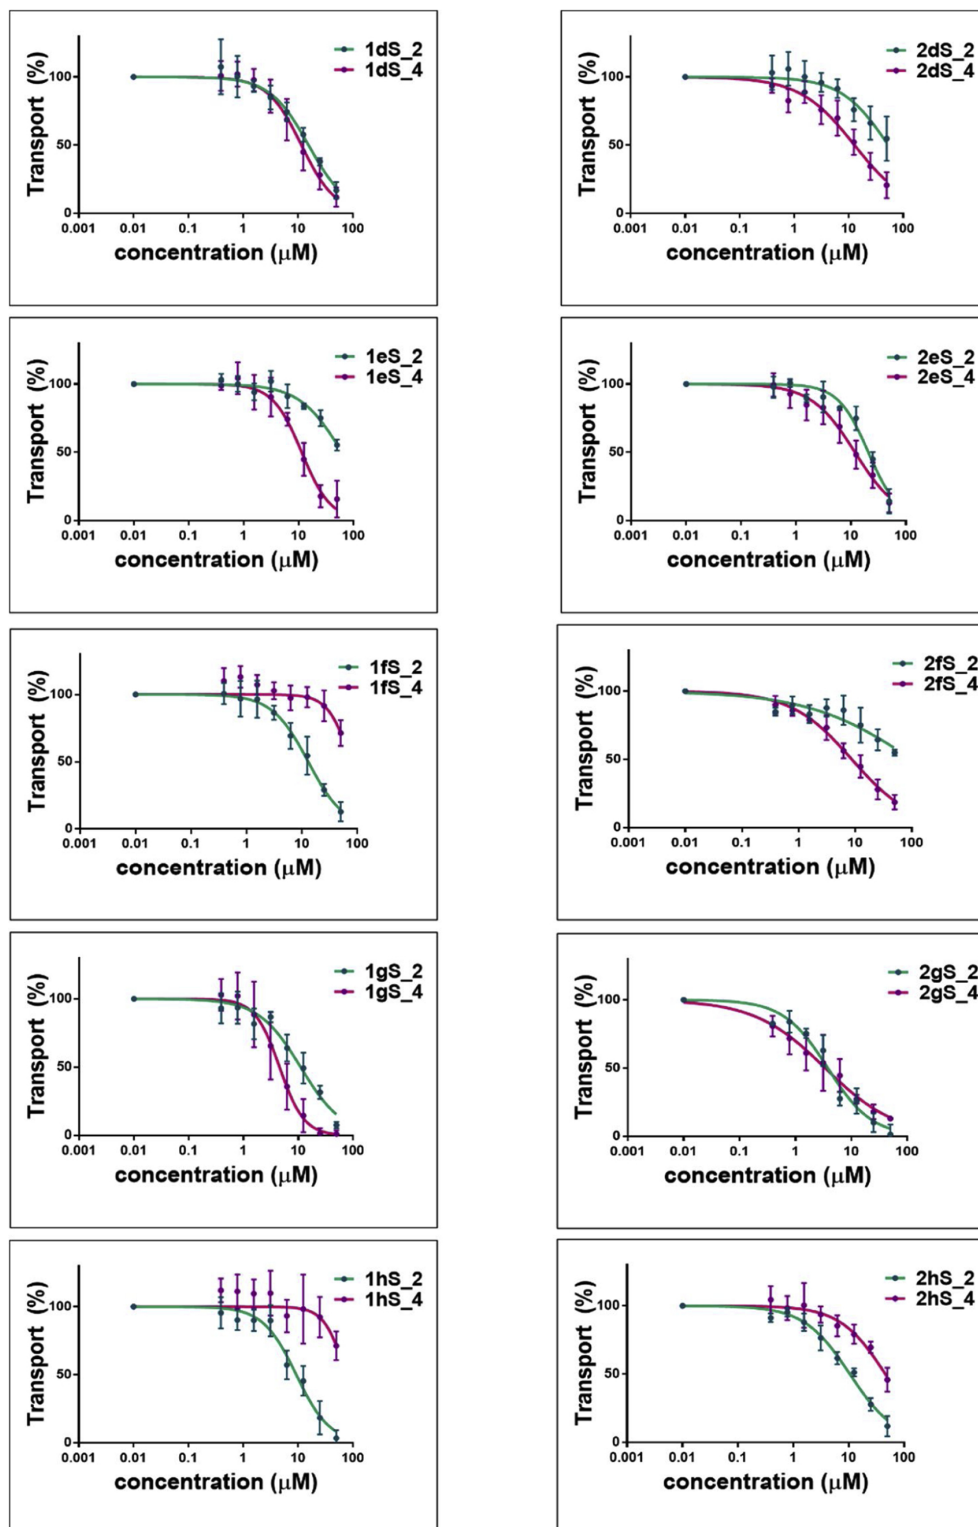 1dS_2
1dS_4
Transport (%)
100
50
0
0.001 0.01 0.1 1 10 100
concentration (µM)
2dS_2
2dS_4
Transport (%)
100
50
0
0.001 0.01 0.1 1 10 100
concentration (µM)
1eS_2
1eS_4
Transport (%)
100
50
0
0.001 0.01 0.1 1 10 100
concentration (µM)
2eS_2
2eS_4
Transport (%)
100
50
0
0.001 0.01 0.1 1 10 100
concentration (µM)
1fS_2
1fS_4
Transport (%)
100
50
0
0.001 0.01 0.1 1 10 100
concentration (µM)
2fS_2
2fS_4
Transport (%)
100
50
0
0.001 0.01 0.1 1 10 100
concentration (µM)
1gS_2
1gS_4
Transport (%)
100
50
0
0.001 0.01 0.1 1 10 100
concentration (µM)
2gS_2
2gS_4
Transport (%)
100
50
0
0.001 0.01 0.1 1 10 100
concentration (µM)
1hS_2
1hS_4
Transport (%)
100
50
0
0.001 0.01 0.1 1 10 100
concentration (µM)
2hS_2
2hS_4
Transport (%)
100
50
0
0.001 0.01 0.1 1 10 100
concentration (µM)